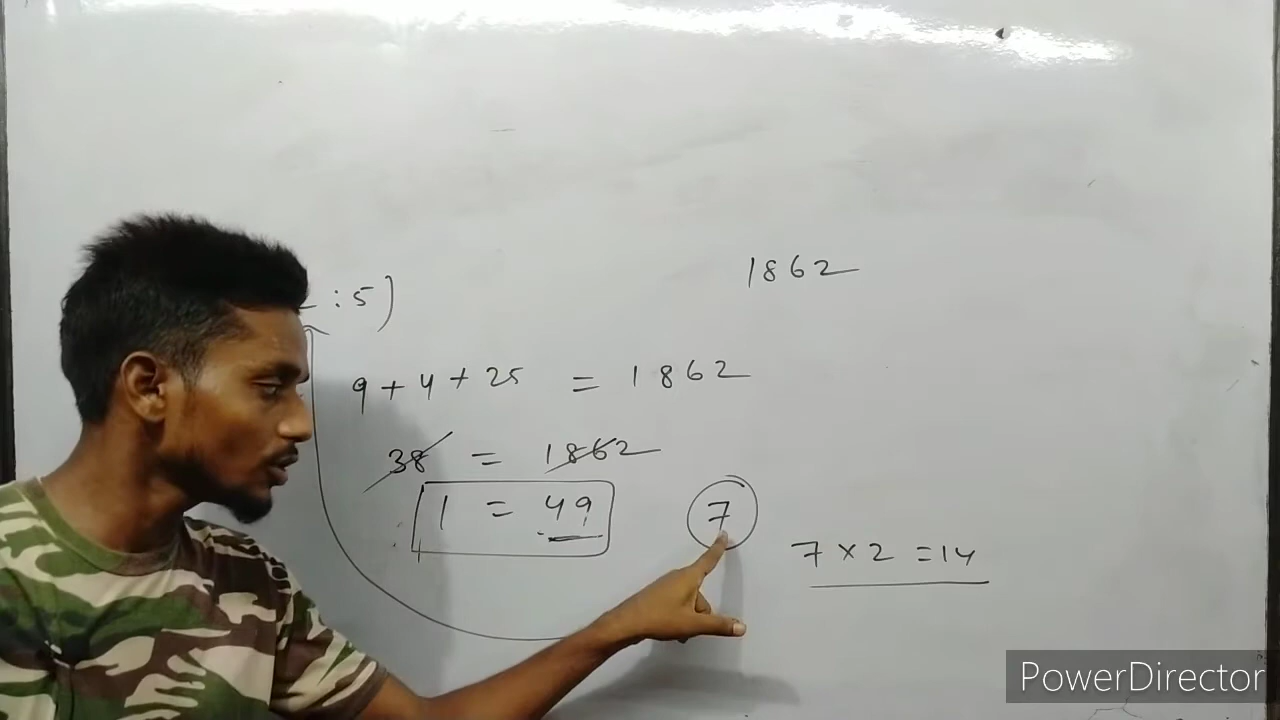 1862
: 5)
9 + 4 + 25 = 1862
38 = 1862
1 = 49
7
7 × 2 = 14
PowerDirector